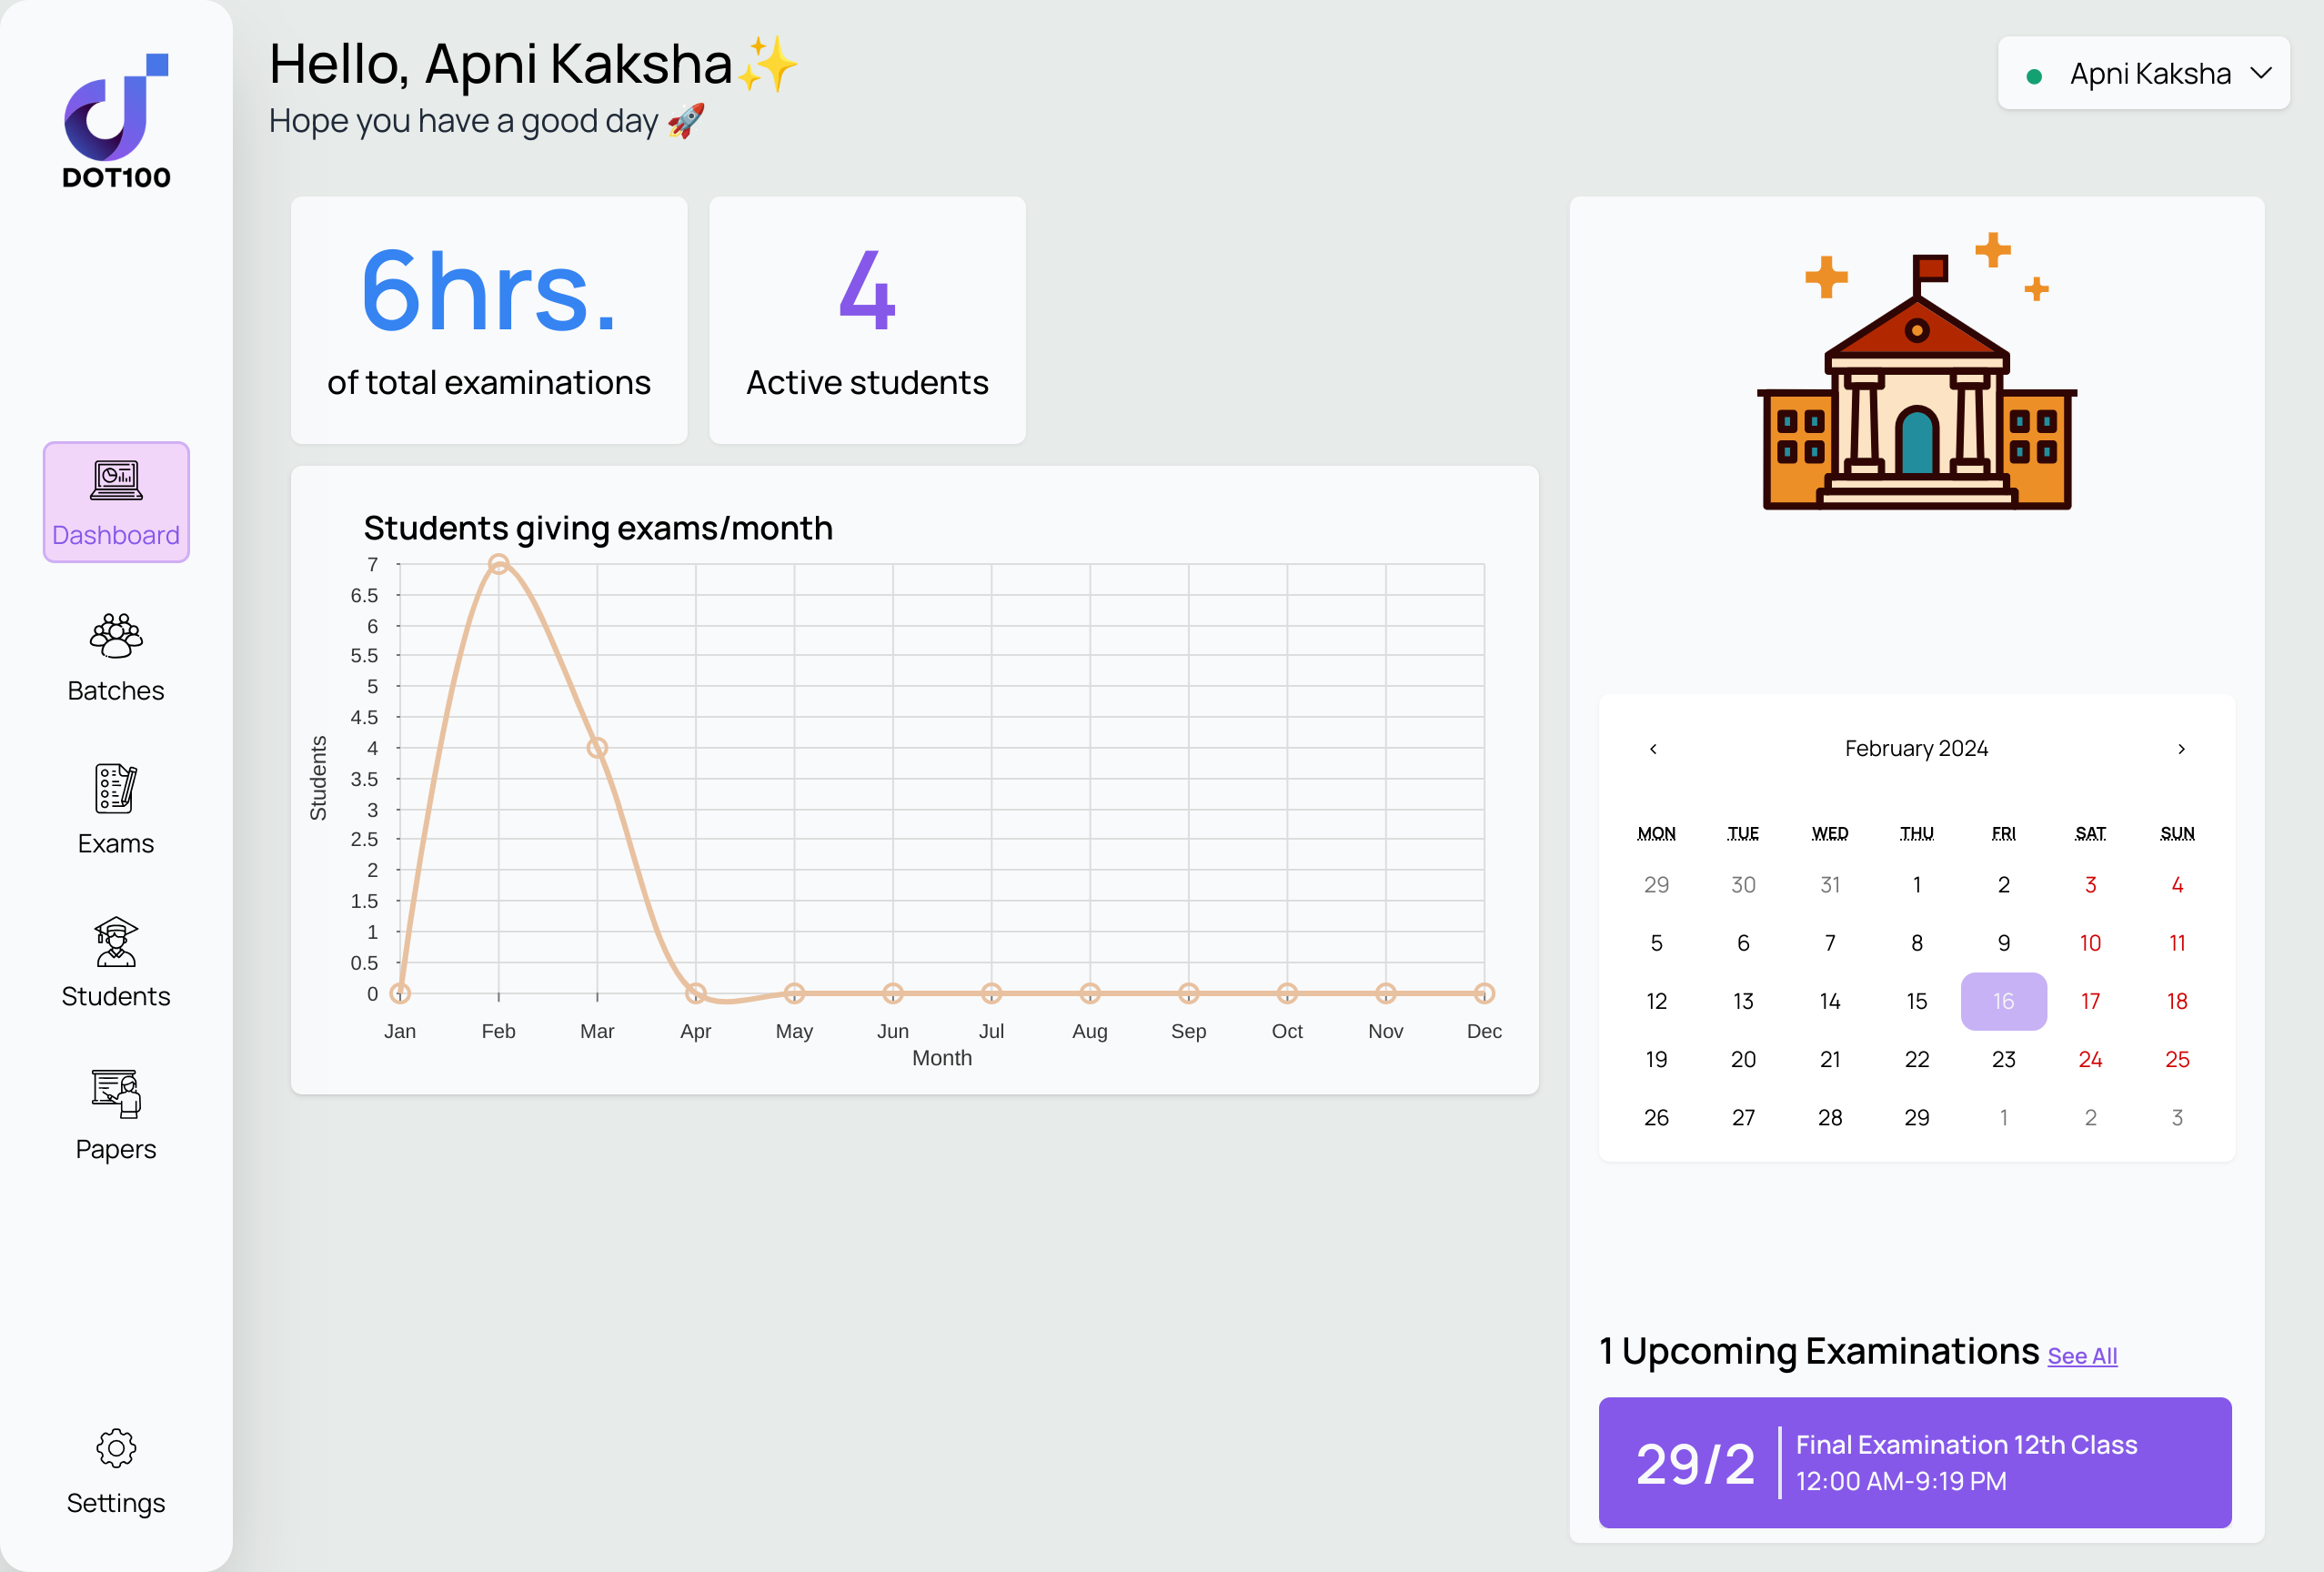 DOT100
Dashboard
Batches
Exams
Students
Papers
Settings
Hello, Apni Kaksha✨
Hope you have a good day 🚀
Apni Kaksha
6hrs.
of total examinations
4
Active students
Students giving exams/month
7
6.5
6
5.5
5
4.5
4
3.5
3
2.5
2
1.5
1
0.5
0
Students
Jan Feb Mar Apr May Jun Jul Aug Sep Oct Nov Dec
Month
‹ February 2024 ›
MON TUE WED THU FRI SAT SUN
29 30 31 1 2 3 4
5 6 7 8 9 10 11
12 13 14 15 16 17 18
19 20 21 22 23 24 25
26 27 28 29 1 2 3
1 Upcoming Examinations See All
29/2
Final Examination 12th Class
12:00 AM-9:19 PM